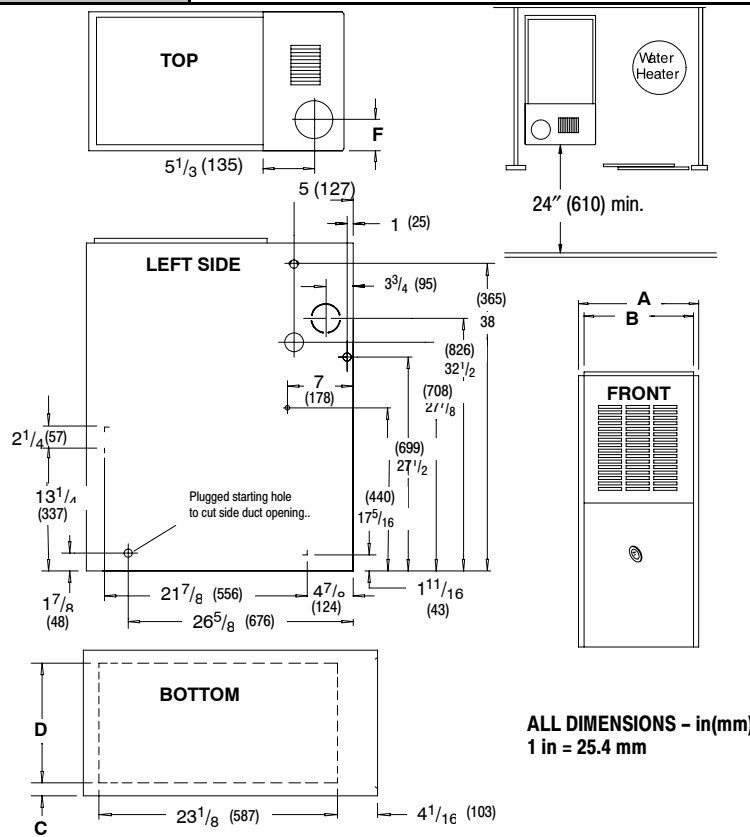 TOP
F
5 1/3 (135)
5 (127)
1 (25)
Water
Heater
24″ (610) min.
LEFT SIDE
3 3/4 (95)
(365)
38
(826)
32 1/2
(708)
27 1/8
7
(178)
(699)
27 1/2
2 1/4 (57)
13 1/4
(337)
Plugged starting hole
to cut side duct opening..
(440)
17 5/16
1 7/8
(48)
21 7/8 (556)
4 7/8
(124)
26 5/8 (676)
1 11/16
(43)
A
B
FRONT
BOTTOM
D
C
23 1/8 (587)
4 1/16 (103)
ALL DIMENSIONS – in(mm)
1 in = 25.4 mm